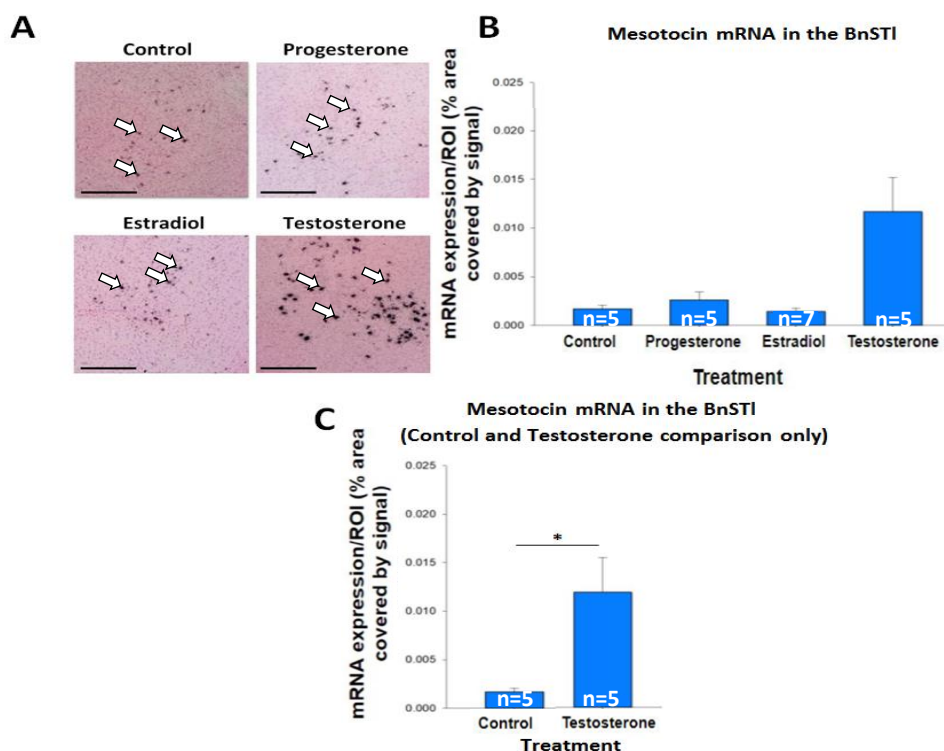 A
Control
Progesterone
Estradiol
Testosterone
B
Mesotocin mRNA in the BnSTl
mRNA expression/ROI (% area
covered by signal)
0.025
0.020
0.015
0.010
0.005
0.000
n=5
n=5
n=7
n=5
Control
Progesterone
Estradiol
Testosterone
Treatment
C
Mesotocin mRNA in the BnSTl
(Control and Testosterone comparison only)
mRNA expression/ROI (% area
covered by signal)
0.025
0.020
0.015
0.010
0.005
0.000
*
n=5
n=5
Control
Testosterone
Treatment